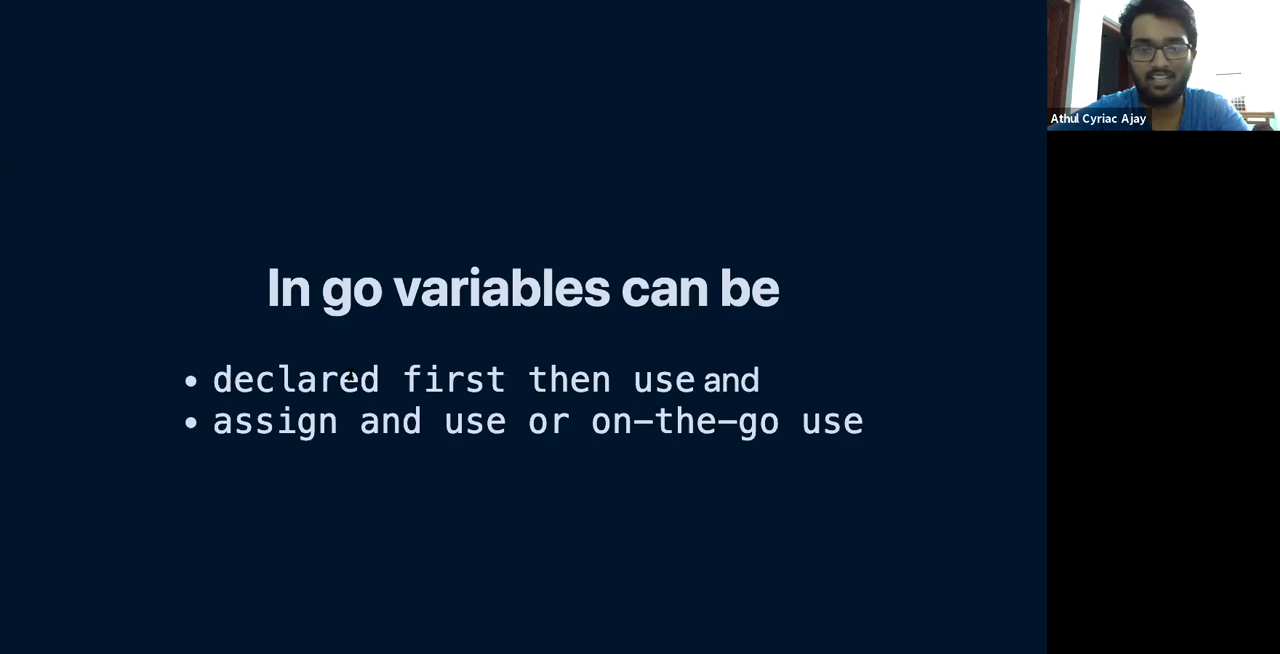 In go variables can be
• declared first then use and
• assign and use or on-the-go use
Athul Cyriac Ajay